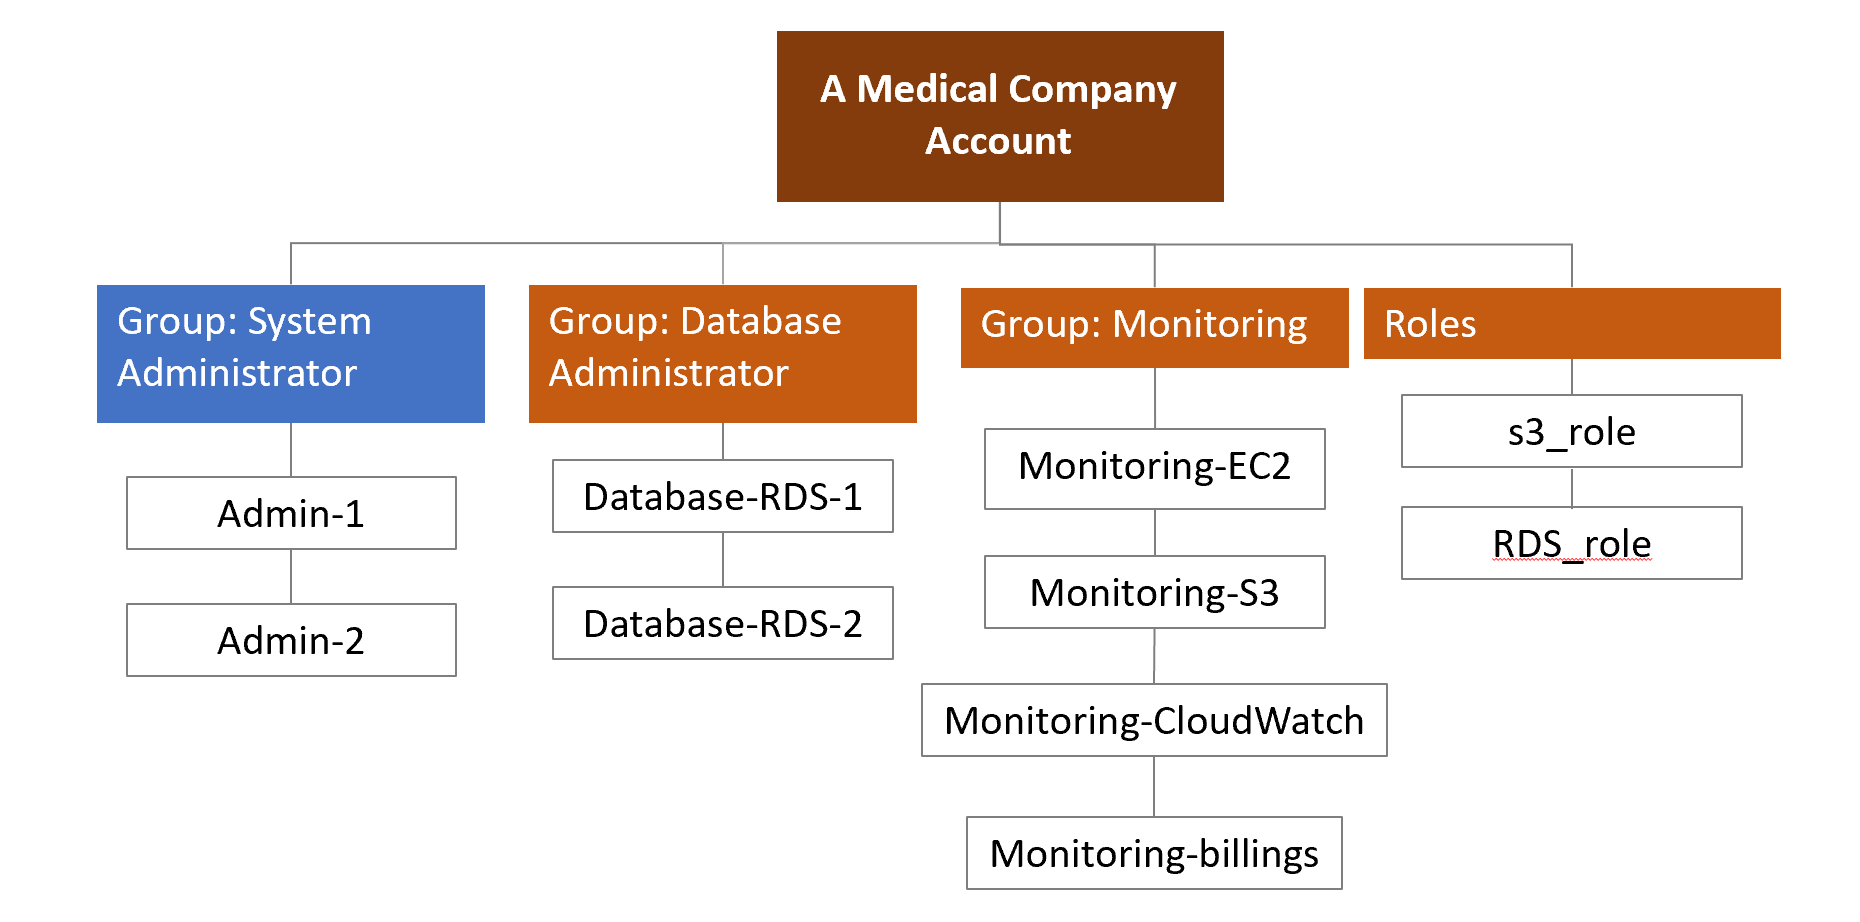 A Medical Company
Account
Group: System
Administrator
Admin-1
Admin-2
Group: Database
Administrator
Database-RDS-1
Database-RDS-2
Group: Monitoring
Monitoring-EC2
Monitoring-S3
Monitoring-CloudWatch
Monitoring-billings
Roles
s3_role
RDS_role